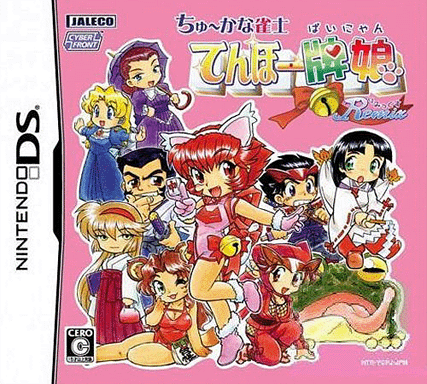 JALECO
CYBER FRONT
ちゅ～かな雀士
ぱいにゃん
てんほー牌娘
Remix
NINTENDO DS
CERO